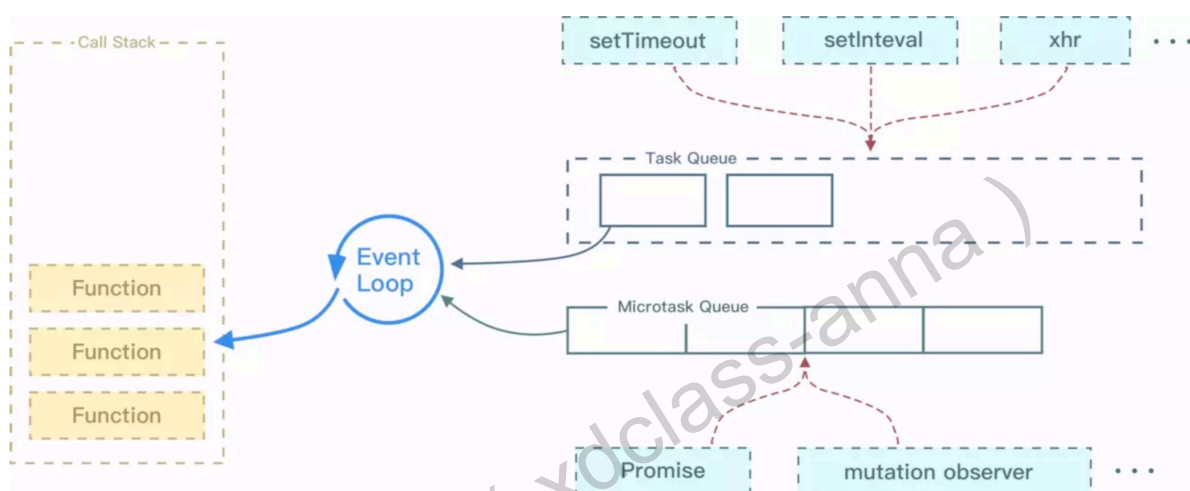 Call Stack
setTimeout
setInteval
xhr
...
Task Queue
Event
Loop
Function
Microtask Queue
Function
Function
xdclass-anna )
Promise
mutation observer
...